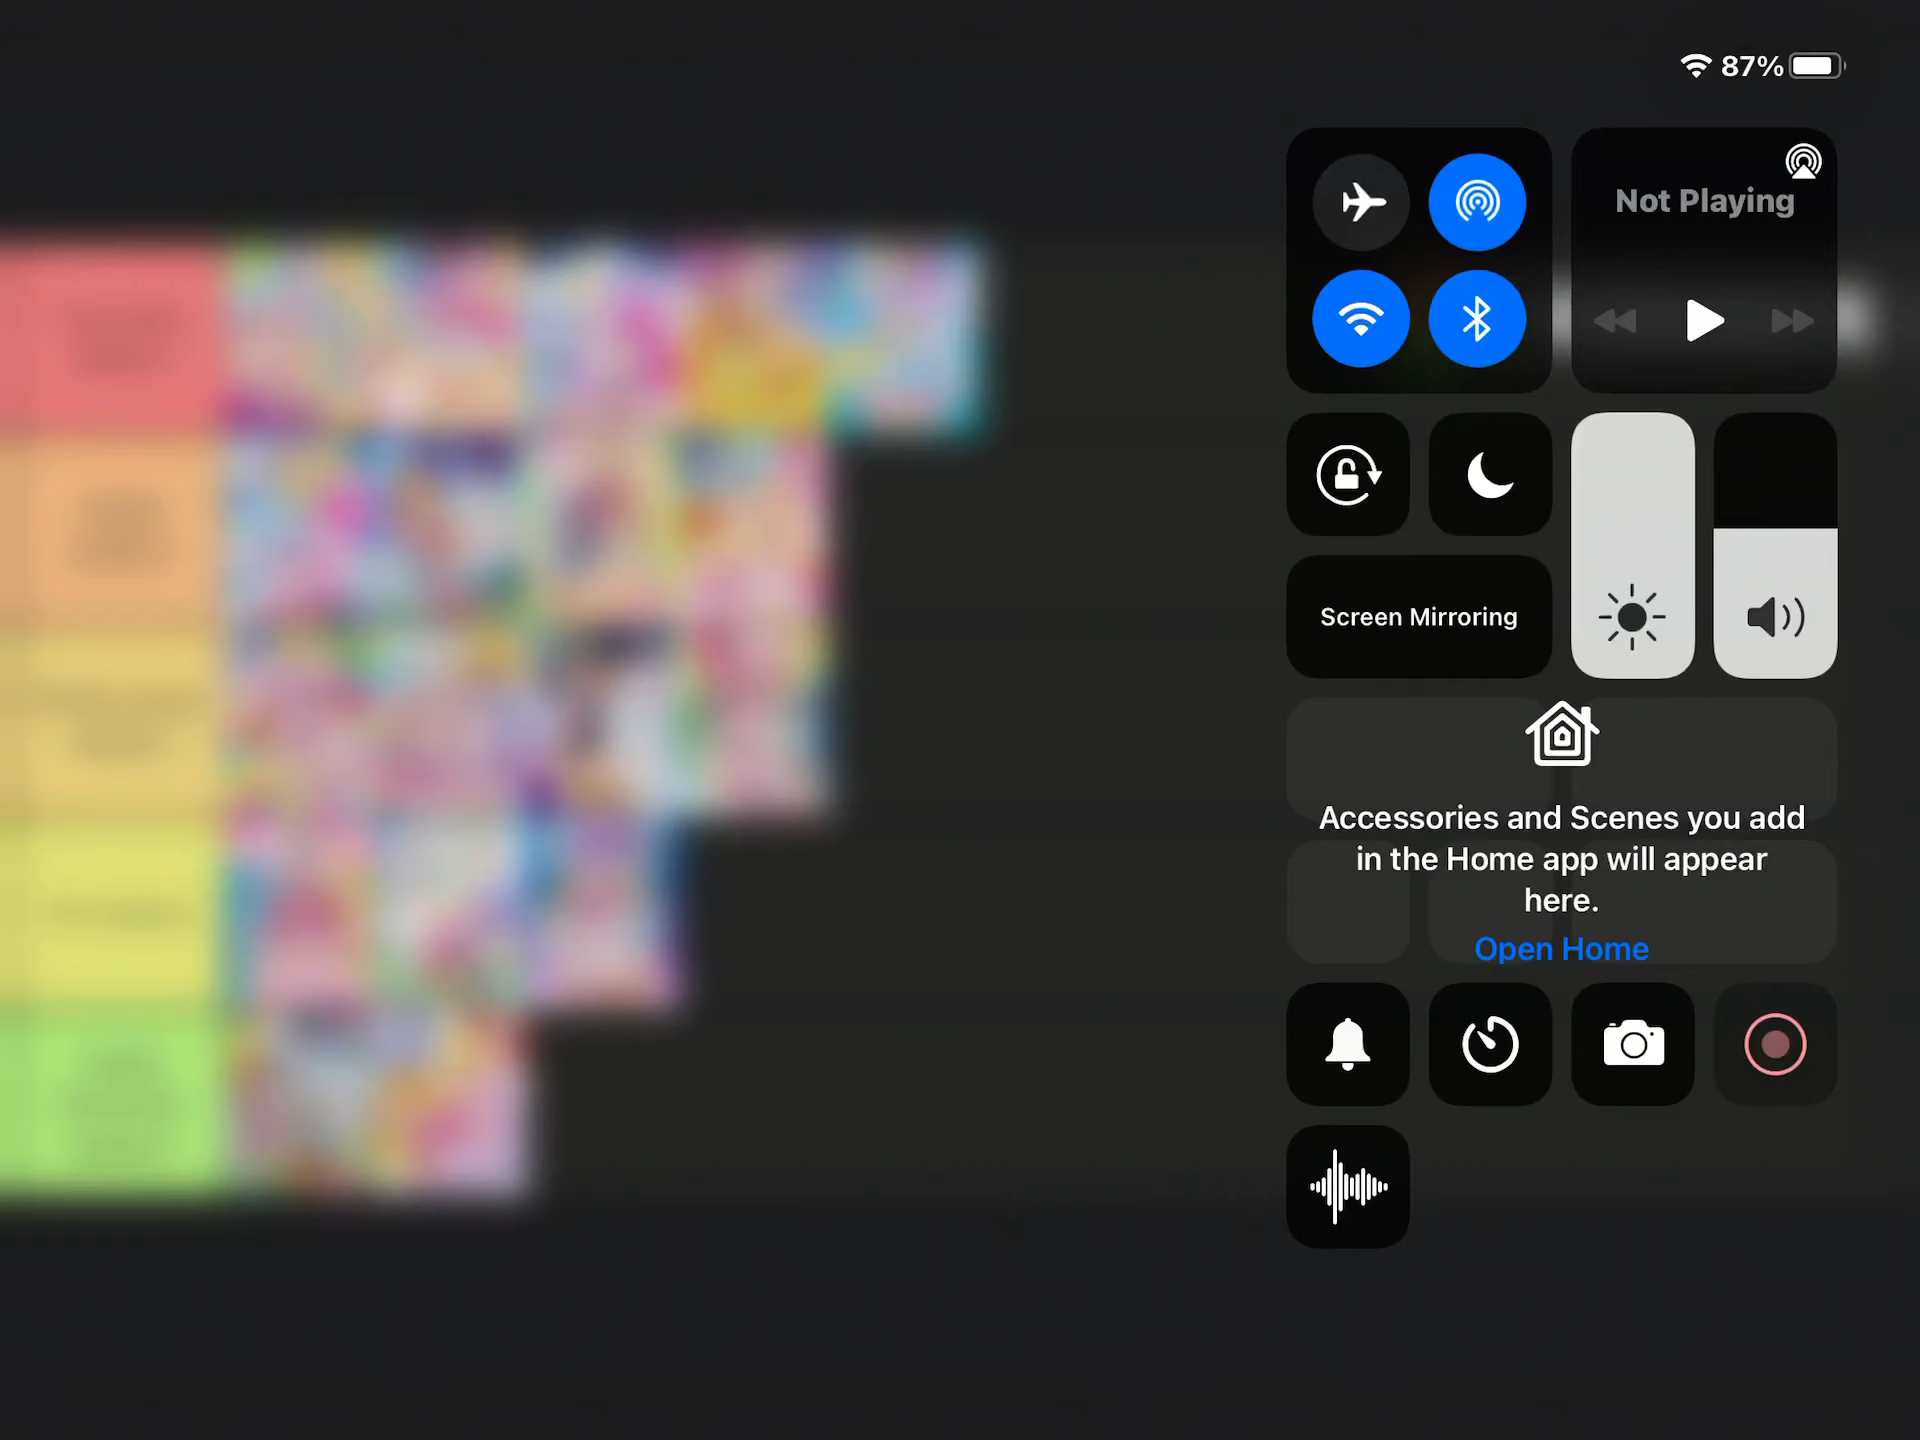 87%
Not Playing
Screen Mirroring
Accessories and Scenes you add
in the Home app will appear
here.
Open Home